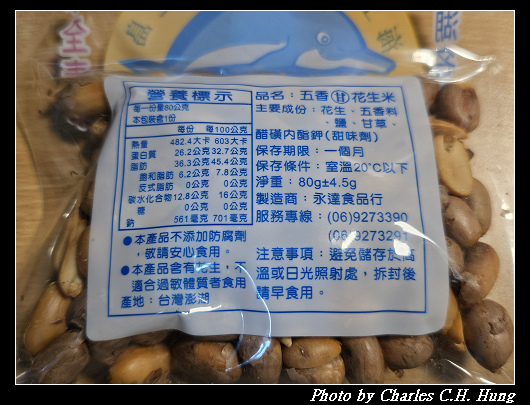 營養標示
每一份量80公克
本包裝含1份
每份 每100公克
熱量 482.4大卡 603大卡
蛋白質 26.2公克 32.7公克
脂肪 36.3公克 45.4公克
飽和脂肪 6.2公克 7.8公克
反式脂肪 0公克 0公克
碳水化合物 12.8公克 16公克
糖 0公克 0公克
鈉 561毫克 701毫克
●本產品不添加防腐劑
,敬請安心食用。
●本產品含有花生,不
適合過敏體質者食用
產地:台灣澎湖
品名:五香甘花生米
主要成份:花生、五香料
、鹽、甘草、
醋磺內酯鉀(甜味劑)
保存期限:一個月
保存條件:室溫20℃以下
淨重:80g±4.5g
製造商:永達食品行
服務專線:(06)9273390
(06)9273291
注意事項:避免儲存於高
溫或日光照射處,拆封後
請早食用。
Photo by Charles C.H. Hung